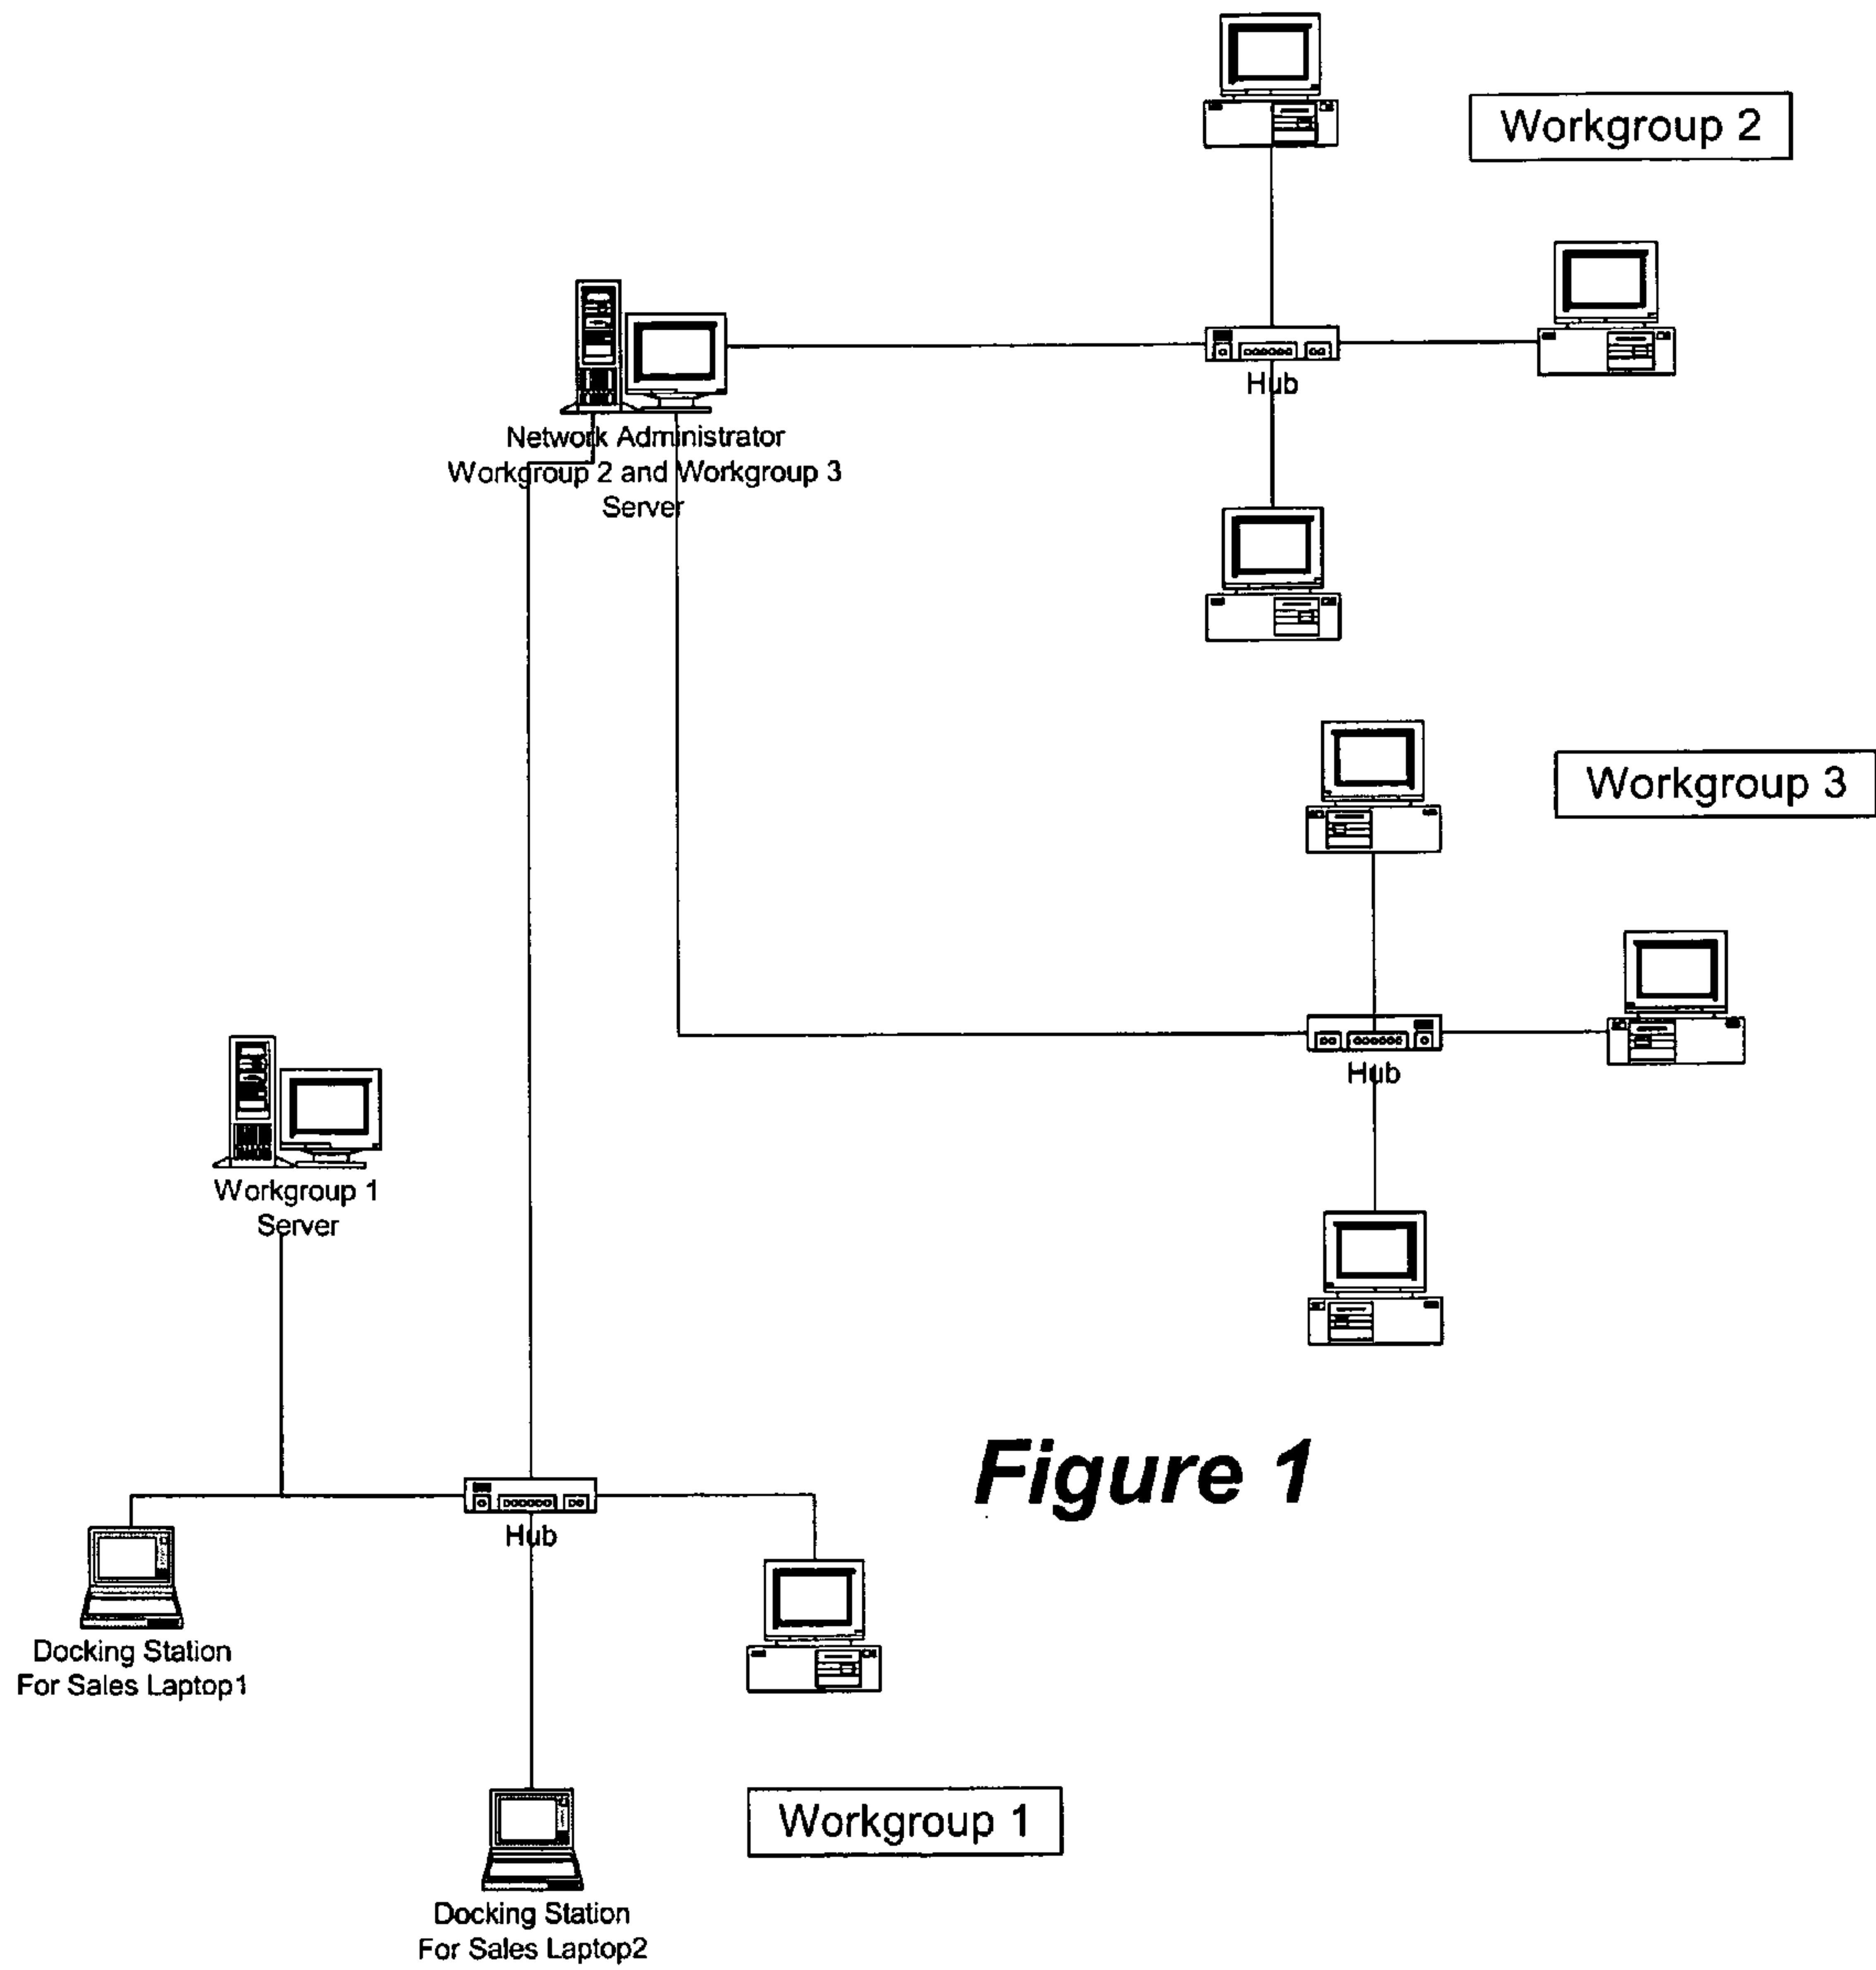 Workgroup 2
Hub
Network Administrator
Workgroup 2 and Workgroup 3
Server
Workgroup 3
Hub
Workgroup 1
Server
Figure 1
Hub
Docking Station
For Sales Laptop1
Workgroup 1
Docking Station
For Sales Laptop2